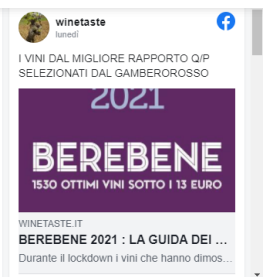 winetaste
lunedì
I VINI DAL MIGLIORE RAPPORTO Q/P
SELEZIONATI DAL GAMBEROROSSO
2021
BEREBENE
1530 OTTIMI VINI SOTTO I 13 EURO
WINETASTE.IT
BEREBENE 2021 : LA GUIDA DEI ...
Durante il lockdown i vini che hanno dimos...